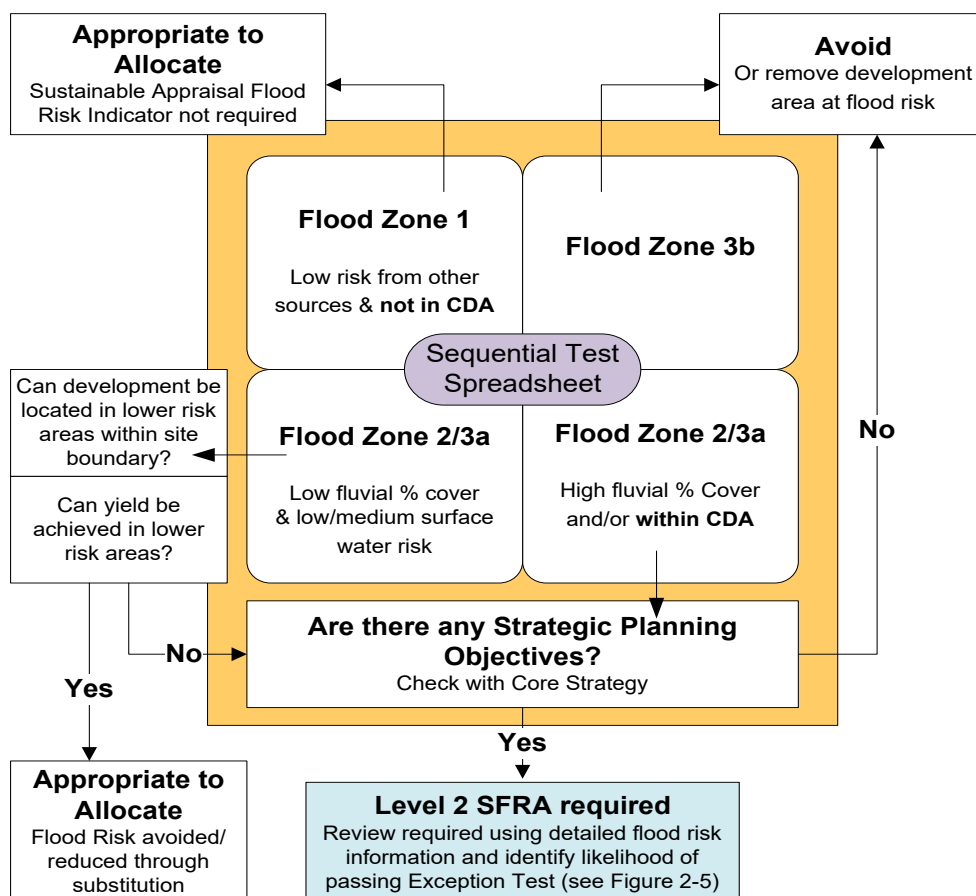 Appropriate to
Allocate
Sustainable Appraisal Flood
Risk Indicator not required
Avoid
Or remove development
area at flood risk
Flood Zone 1
Low risk from other
sources & not in CDA
Flood Zone 3b
Sequential Test
Spreadsheet
Can development be
located in lower risk
areas within site
boundary?
Can yield be
achieved in lower
risk areas?
Flood Zone 2/3a
Low fluvial % cover
& low/medium surface
water risk
Flood Zone 2/3a
High fluvial % Cover
and/or within CDA
No
Are there any Strategic Planning
Objectives?
Check with Core Strategy
No
Yes
Yes
Appropriate to
Allocate
Flood Risk avoided/
reduced through
substitution
Level 2 SFRA required
Review required using detailed flood risk
information and identify likelihood of
passing Exception Test (see Figure 2-5)